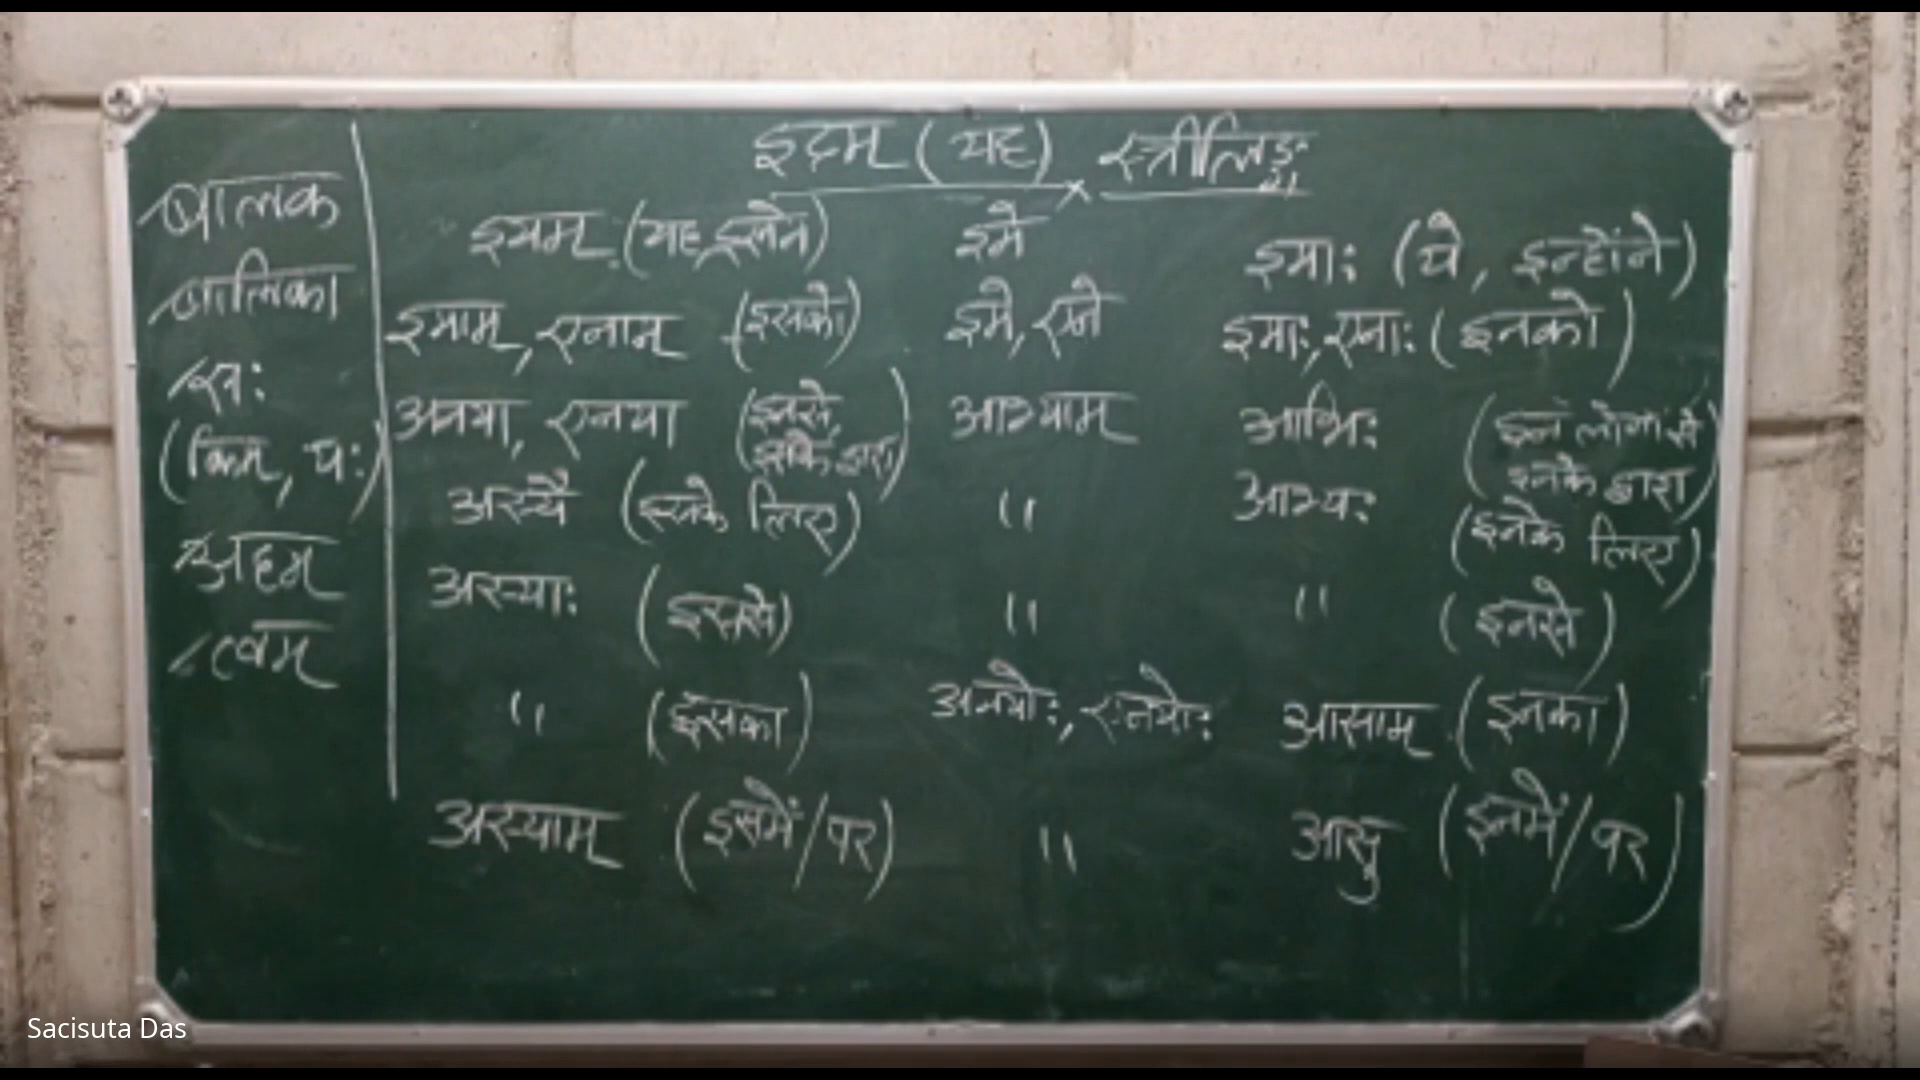 इदम् (यह) स्त्रीलिङ्ग
बालक
बालिका
सः
(किम्, यः)
अहम्
त्वम्
इयम् (यह, इसने) इमे इमाः (ये, इन्होंने)
इमाम्, एनाम् (इसको) इमे, एने इमाः, एनाः (इनको)
अनया, एनया (इससे, इसके द्वारा) आभ्याम् आभिः (इन लोगों से इनके द्वारा)
अस्यै (इसके लिए) " आभ्यः (इनके लिए)
अस्याः (इससे) " " (इनसे)
" (इसका) अनयोः, एनयोः आसाम् (इनका)
अस्याम् (इसमें/पर) " आसु (इनमें/पर)
Sacisuta Das